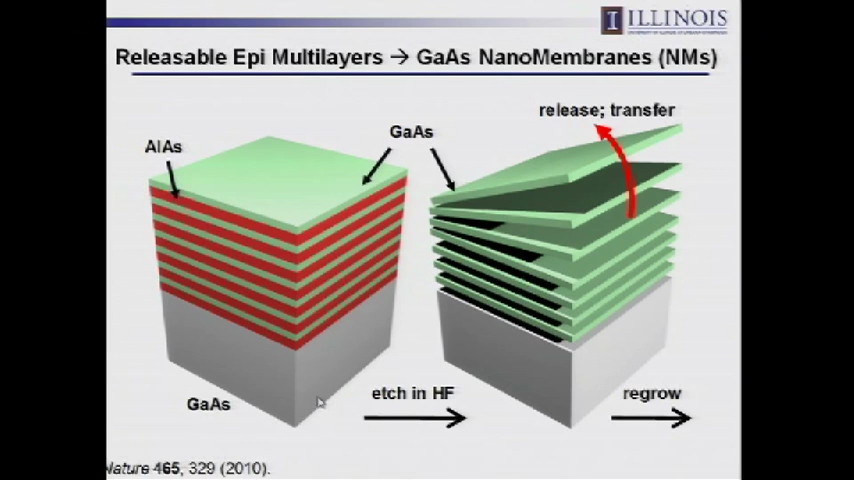 ILLINOIS
Releasable Epi Multilayers → GaAs NanoMembranes (NMs)
release; transfer
GaAs
AlAs
etch in HF
regrow
GaAs
Nature 465, 329 (2010).